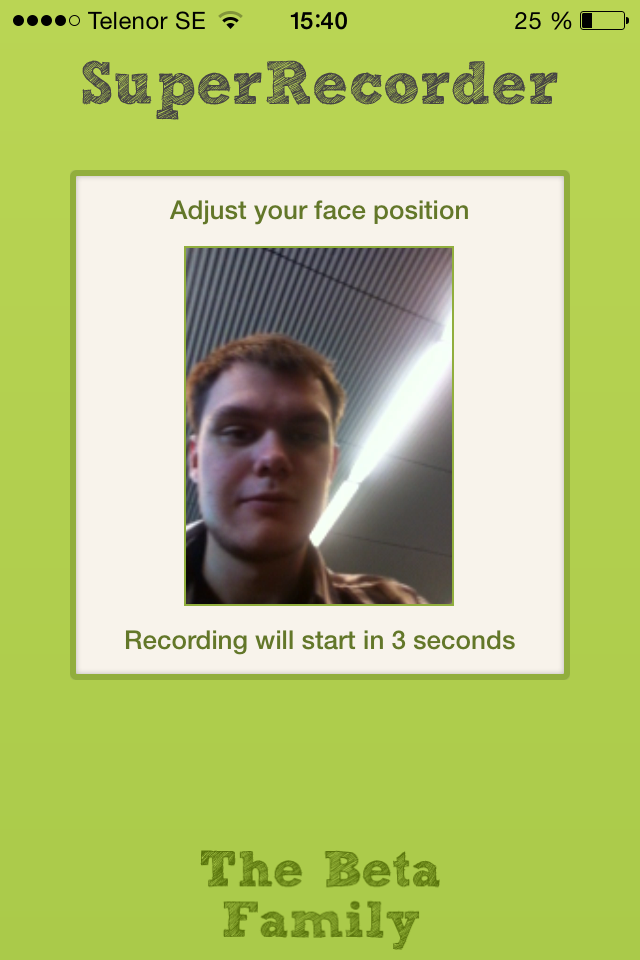 Telenor SE 15:40 25 %
SuperRecorder
Adjust your face position
Recording will start in 3 seconds
The Beta
Family